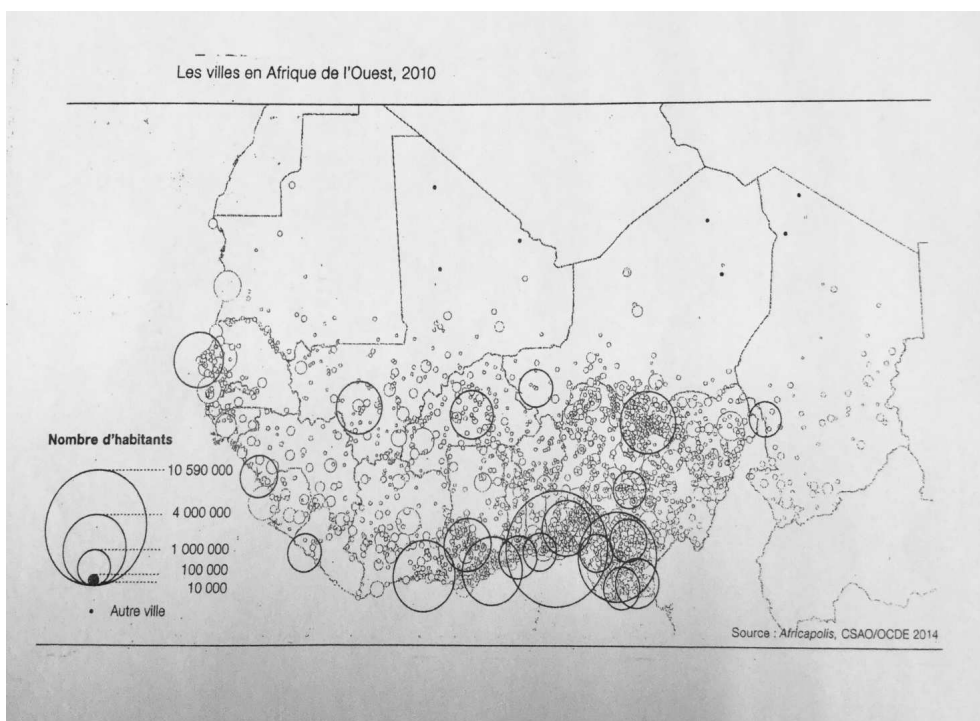 Les villes en Afrique de l'Ouest, 2010
Nombre d'habitants
10 590 000
4 000 000
1 000 000
100 000
10 000
• Autre ville
Source : Africapolis, CSAO/OCDE 2014